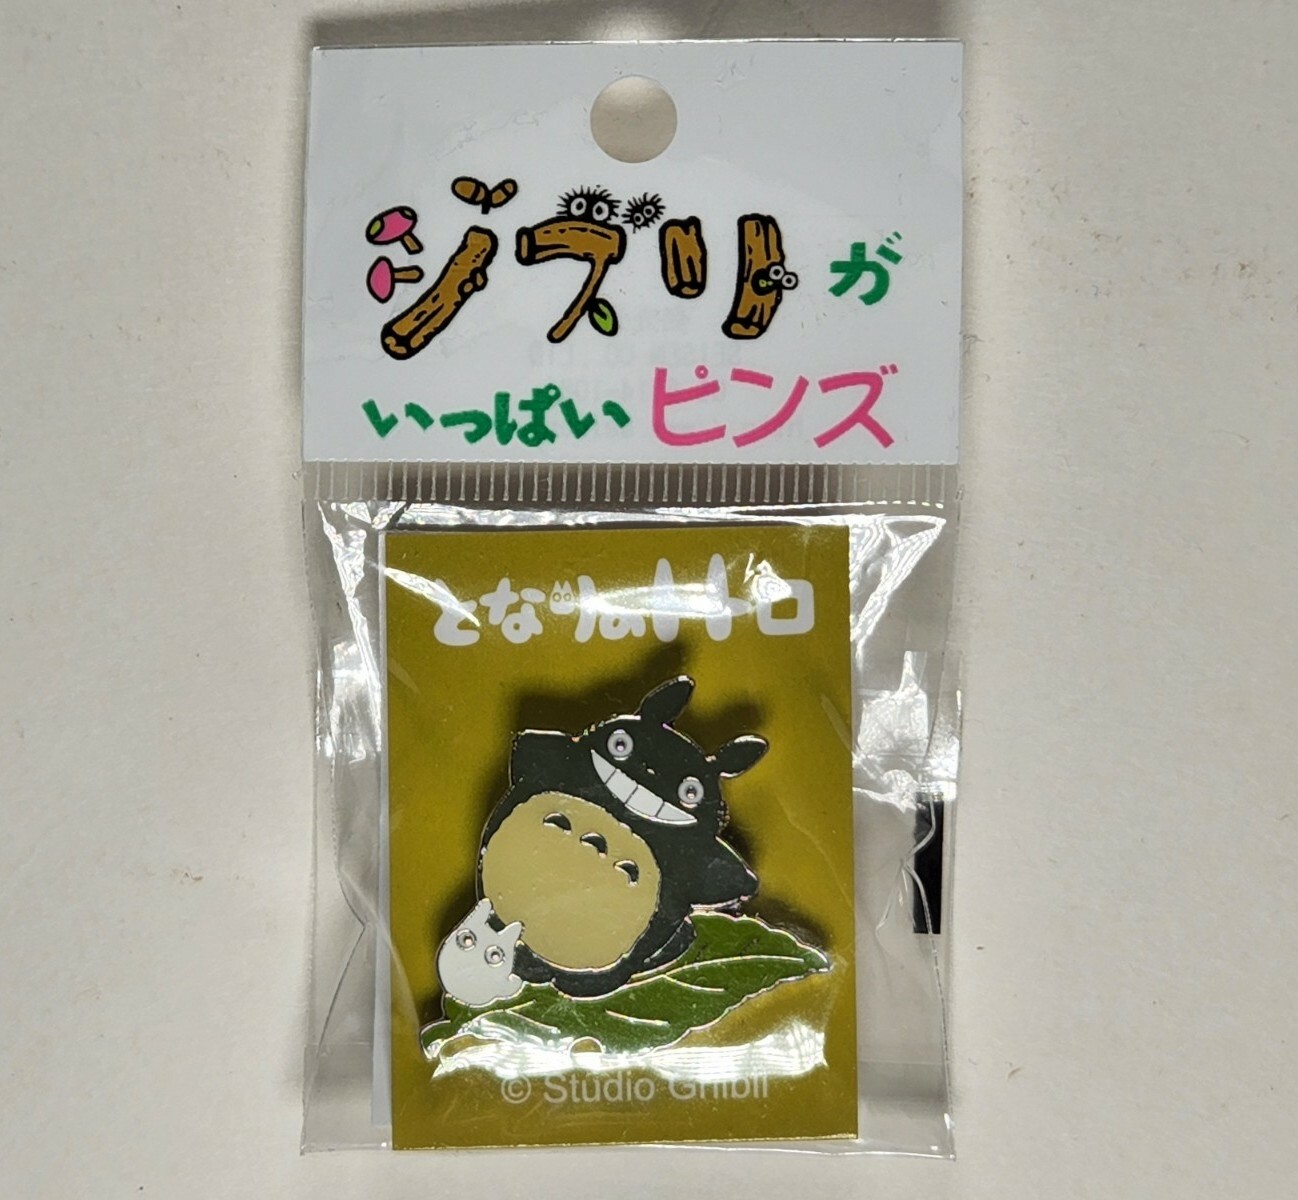 ジブリが
いっぱいピンズ
となりのトトロ
© Studio Ghibli